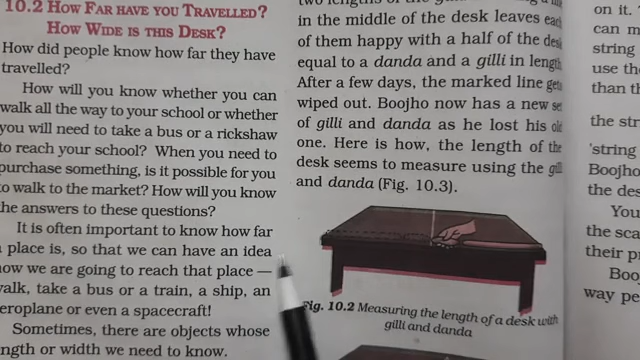 10.2 HOW FAR HAVE YOU TRAVELLED?
HOW WIDE IS THIS DESK?
How did people know how far they have
travelled?
How will you know whether you can
walk all the way to your school or whether
you will need to take a bus or a rickshaw
to reach your school? When you need to
purchase something, is it possible for you
to walk to the market? How will you know
the answers to these questions?
It is often important to know how far
place is, so that we can have an idea
how we are going to reach that place —
walk, take a bus or a train, a ship, an
aeroplane or even a spacecraft!
Sometimes, there are objects whose
length or width we need to know.
two lengths of the
in the middle of the desk leaves each
of them happy with a half of the desk
equal to a danda and a gilli in length.
After a few days, the marked line gets
wiped out. Boojho now has a new set
of gilli and danda as he lost his old
one. Here is how, the length of the
desk seems to measure using the gilli
and danda (Fig. 10.3).
Fig. 10.2 Measuring the length of a desk with
gilli and danda
on it.
can m
string
use the
than th
the str
'string
Boojho
the des
You
the sca
their p
Boo
way pe